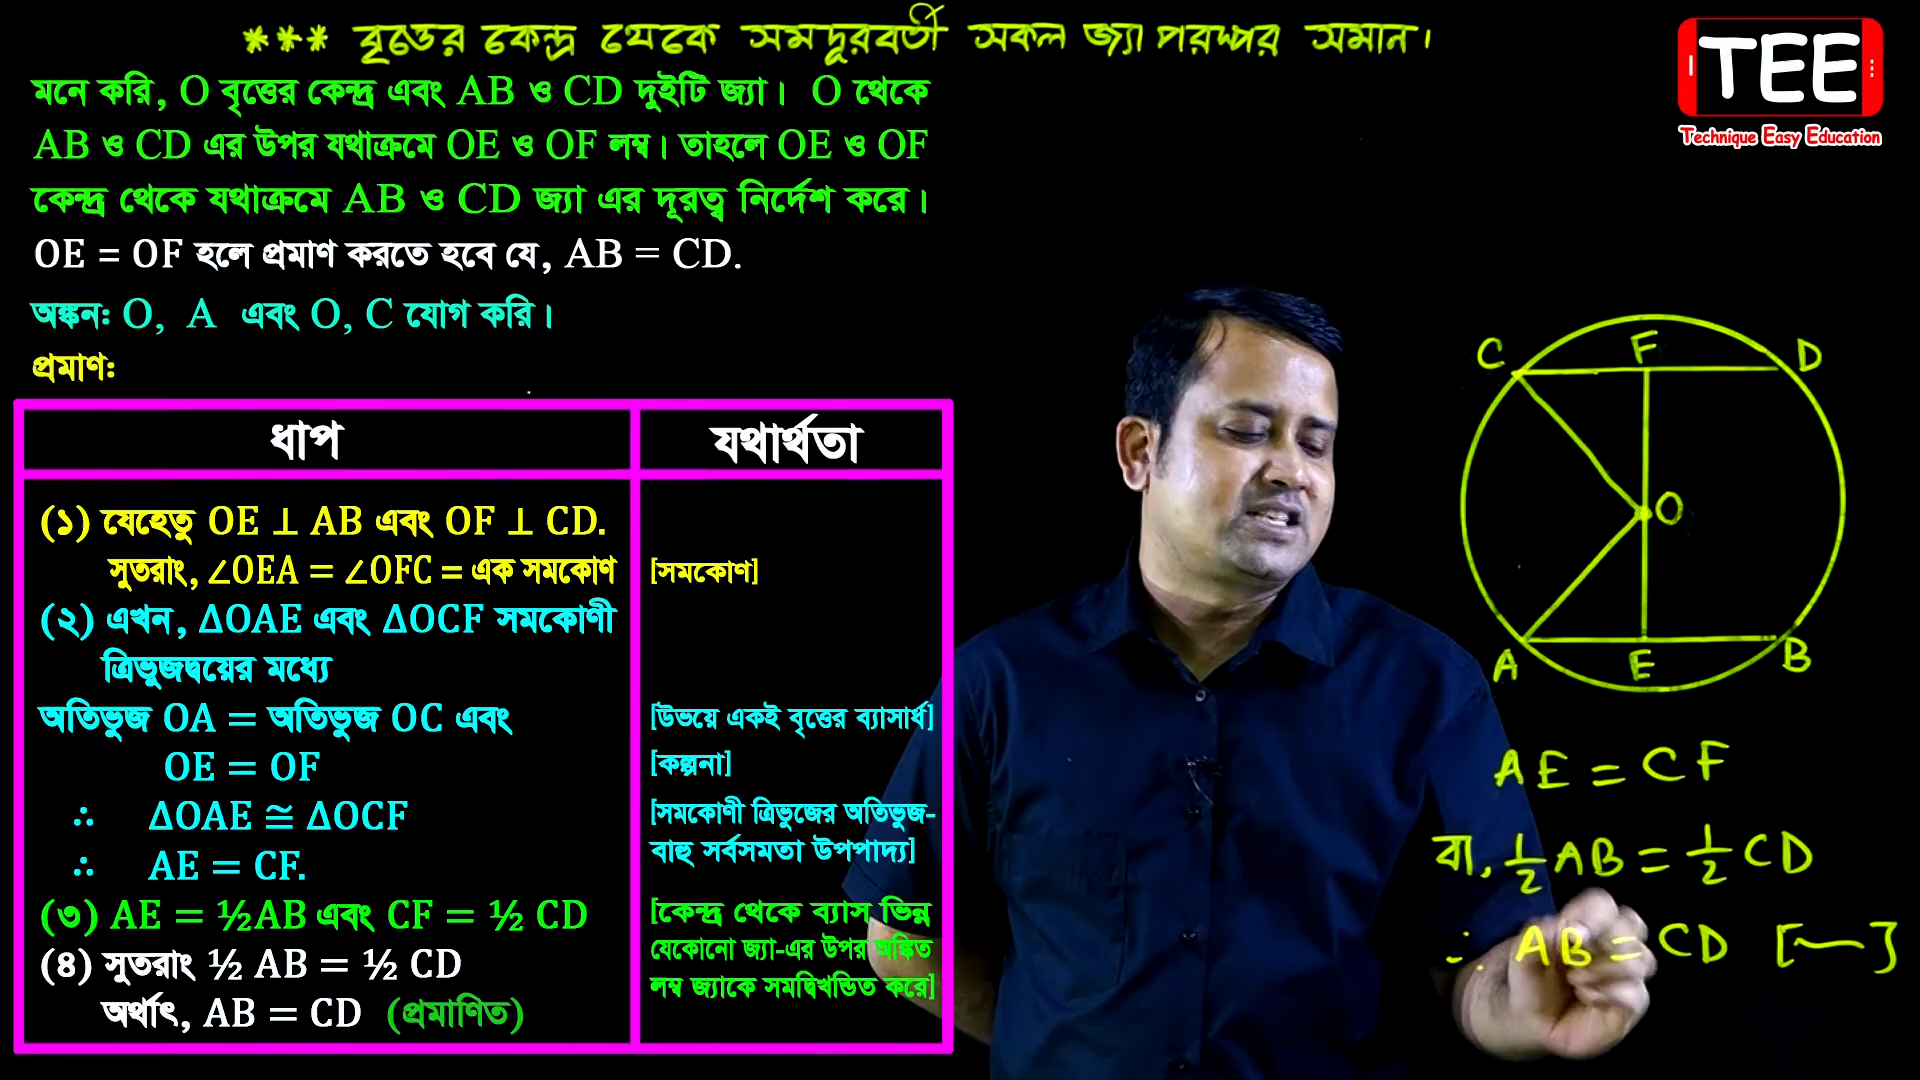 *** বৃত্তের কেন্দ্র থেকে সমদূরবর্তী সকল জ্যা পরস্পর সমান।
TEE
Technique Easy Education
মনে করি, O বৃত্তের কেন্দ্র এবং AB ও CD দুইটি জ্যা। O থেকে
AB ও CD এর উপর যথাক্রমে OE ও OF লম্ব। তাহলে OE ও OF
কেন্দ্র থেকে যথাক্রমে AB ও CD জ্যা এর দূরত্ব নির্দেশ করে।
OE = OF হলে প্রমাণ করতে হবে যে, AB = CD.
অঙ্কনঃ O, A এবং O, C যোগ করি।
প্রমাণঃ
ধাপ
যথার্থতা
(১) যেহেতু OE ⊥ AB এবং OF ⊥ CD.
সুতরাং, ∠OEA = ∠OFC = এক সমকোণ
[সমকোণ]
(২) এখন, ΔOAE এবং ΔOCF সমকোণী
ত্রিভুজদ্বয়ের মধ্যে
অতিভুজ OA = অতিভুজ OC এবং
[উভয়ে একই বৃত্তের ব্যাসার্ধ]
OE = OF
[কল্পনা]
∴ ΔOAE ≅ ΔOCF
[সমকোণী ত্রিভুজের অতিভুজ-
বাহু সর্বসমতা উপপাদ্য]
∴ AE = CF.
(৩) AE = ½AB এবং CF = ½ CD
[কেন্দ্র থেকে ব্যাস ভিন্ন
যেকোনো জ্যা-এর উপর অঙ্কিত
লম্ব জ্যাকে সমদ্বিখন্ডিত করে]
(৪) সুতরাং ½ AB = ½ CD
অর্থাৎ, AB = CD (প্রমাণিত)
C F D
O
A E B
AE = CF
বা, ½ AB = ½ CD
∴ AB = CD [—]